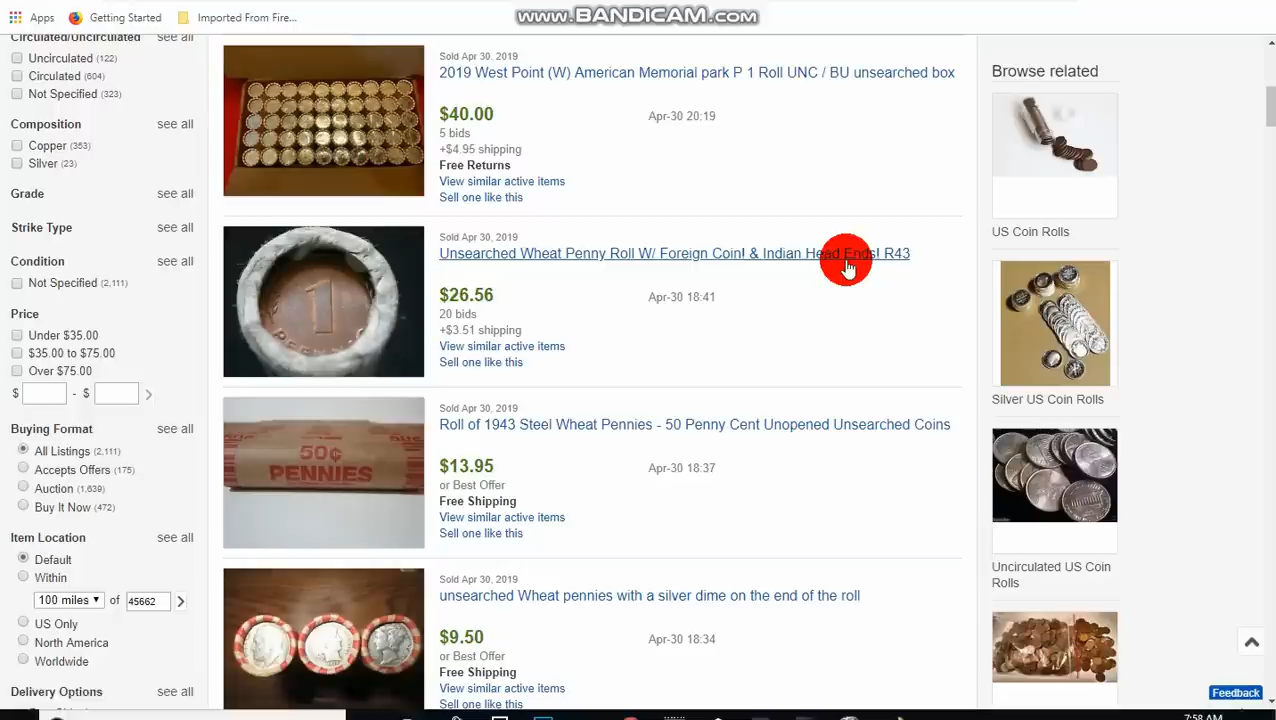 www.BANDICAM.com
Apps
Getting Started
Imported From Fire...
Circulated/Uncirculated
see all
Uncirculated (122)
Circulated (604)
Not Specified (323)
Composition
see all
Copper (353)
Silver (23)
Grade
see all
Strike Type
see all
Condition
see all
Not Specified (2,111)
Price
Under $35.00
$35.00 to $75.00
Over $75.00
$ - $
Buying Format
see all
All Listings (2,111)
Accepts Offers (175)
Auction (1,639)
Buy It Now (472)
Item Location
see all
Default
Within
100 miles of 45662
US Only
North America
Worldwide
Delivery Options
see all
Sold Apr 30, 2019
2019 West Point (W) American Memorial park P 1 Roll UNC / BU unsearched box
$40.00
Apr-30 20:19
5 bids
+$4.95 shipping
Free Returns
View similar active items
Sell one like this
1
Sold Apr 30, 2019
Unsearched Wheat Penny Roll W/ Foreign Coin! & Indian Head Ends! R43
$26.56
Apr-30 18:41
20 bids
+$3.51 shipping
View similar active items
Sell one like this
50¢
PENNIES
Sold Apr 30, 2019
Roll of 1943 Steel Wheat Pennies - 50 Penny Cent Unopened Unsearched Coins
$13.95
Apr-30 18:37
or Best Offer
Free Shipping
View similar active items
Sell one like this
Sold Apr 30, 2019
unsearched Wheat pennies with a silver dime on the end of the roll
$9.50
Apr-30 18:34
or Best Offer
Free Shipping
View similar active items
Sell one like this
Browse related
US Coin Rolls
Silver US Coin Rolls
Uncirculated US Coin
Rolls
Feedback
7:58 AM